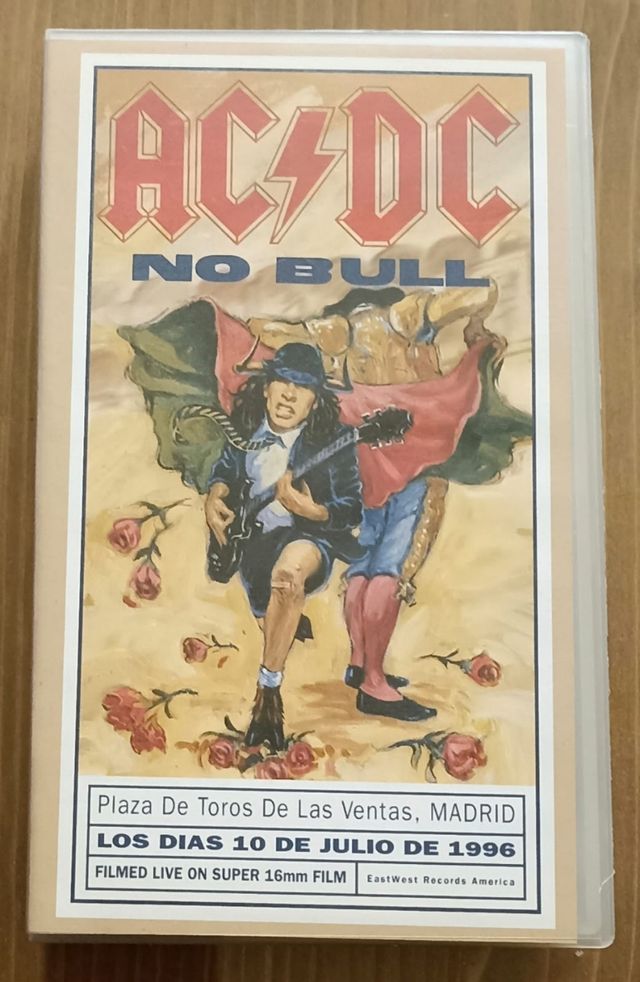 AC⚡DC
NO BULL
Plaza De Toros De Las Ventas, MADRID
LOS DIAS 10 DE JULIO DE 1996
FILMED LIVE ON SUPER 16mm FILM
EastWest Records America